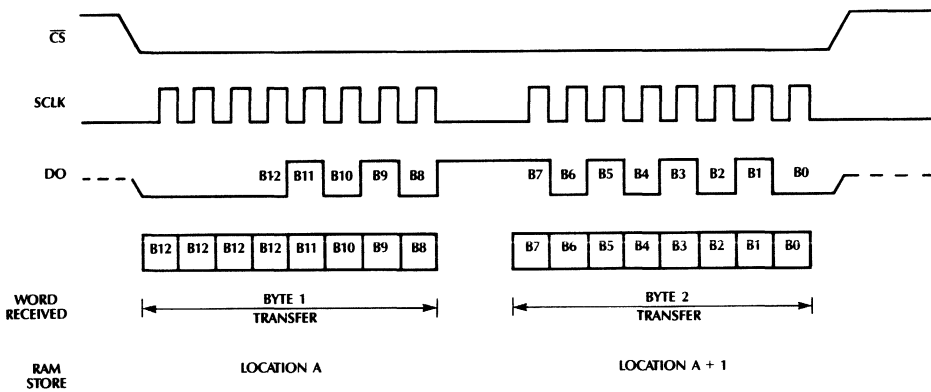 CS
SCLK
DO
B12 B11 B10 B9 B8 B7 B6 B5 B4 B3 B2 B1 B0
B12 B12 B12 B12 B11 B10 B9 B8 B7 B6 B5 B4 B3 B2 B1 B0
WORD
RECEIVED
BYTE 1
TRANSFER
BYTE 2
TRANSFER
RAM
STORE
LOCATION A
LOCATION A + 1